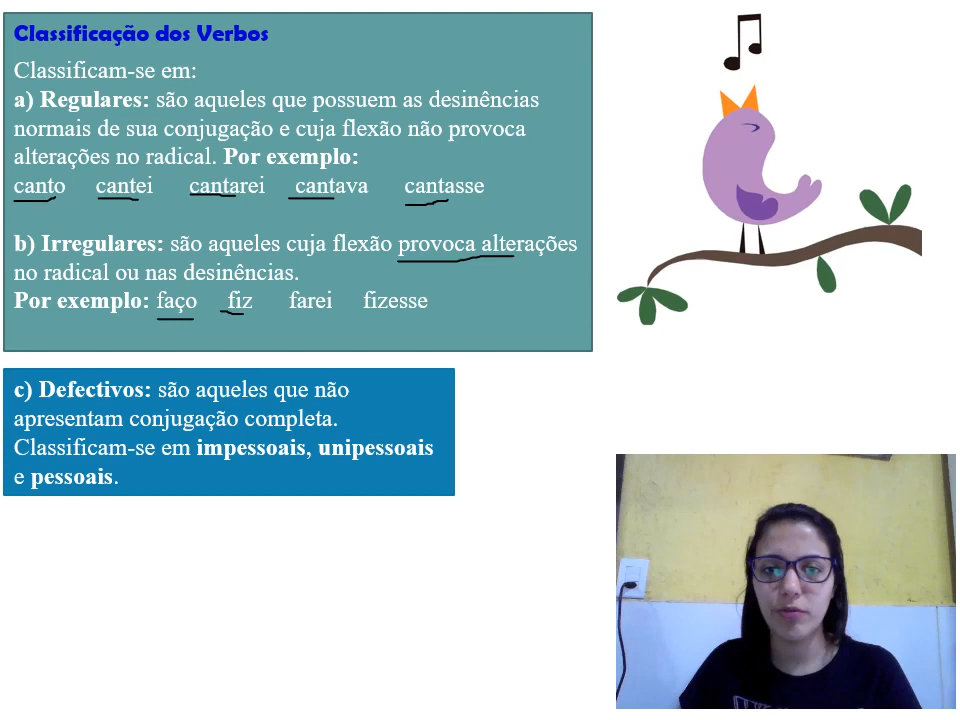 Classificação dos Verbos
Classificam-se em:
a) Regulares: são aqueles que possuem as desinências
normais de sua conjugação e cuja flexão não provoca
alterações no radical. Por exemplo:
canto cantei cantarei cantava cantasse
b) Irregulares: são aqueles cuja flexão provoca alterações
no radical ou nas desinências.
Por exemplo: faço fiz farei fizesse
c) Defectivos: são aqueles que não
apresentam conjugação completa.
Classificam-se em impessoais, unipessoais
e pessoais.